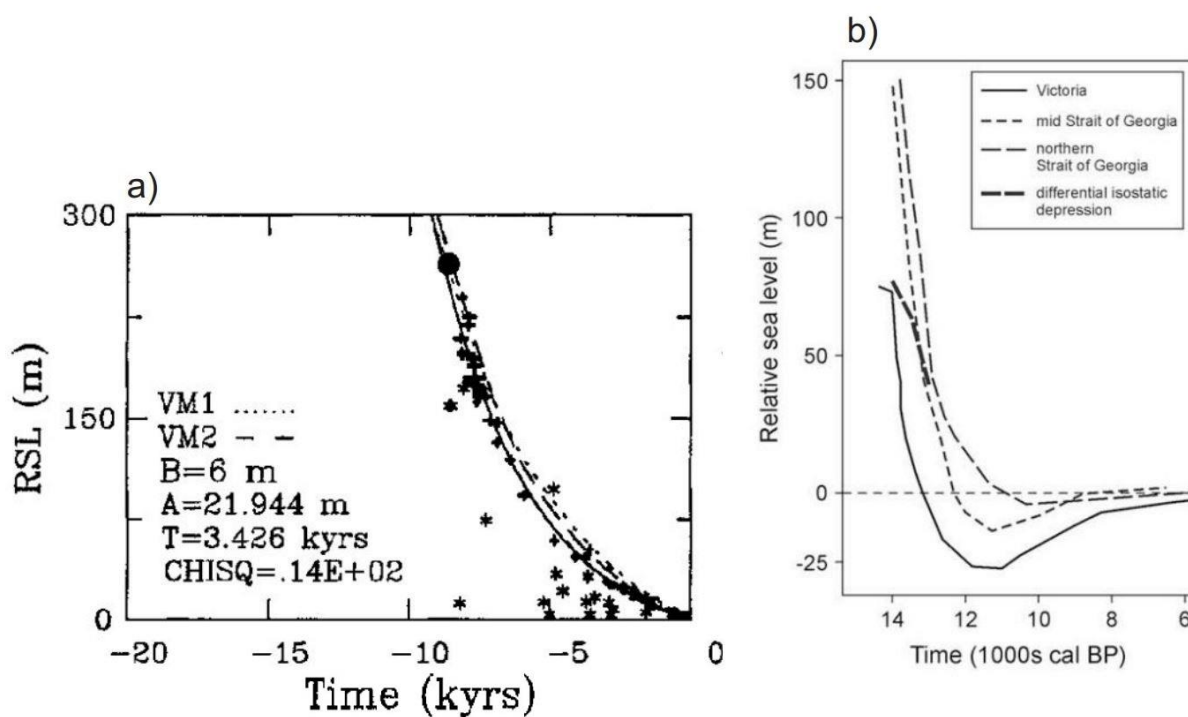 a)
300
150
0
RSL (m)
VM1 ........
VM2 – – –
B=6 m
A=21.944 m
T=3.426 kyrs
CHISQ=.14E+02
−20
−15
−10
−5
0
Time (kyrs)
b)
150
100
50
0
-25
Relative sea level (m)
Victoria
mid Strait of Georgia
northern
Strait of Georgia
differential isostatic
depression
14
12
10
8
6
Time (1000s cal BP)